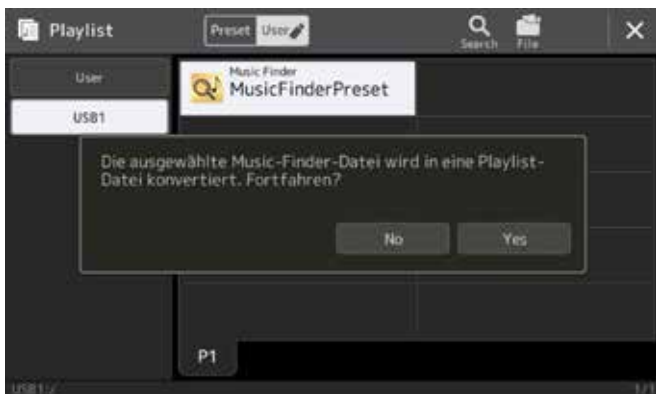 Playlist
Preset User
Search File
User
USB1
Music Finder
MusicFinderPreset
Die ausgewählte Music-Finder-Datei wird in eine Playlist-
Datei konvertiert. Fortfahren?
No Yes
P1
USB1:/ 1/1